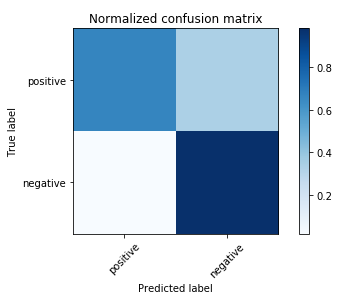 Normalized confusion matrix
True label
positive
negative
positive
negative
Predicted label
0.8
0.6
0.4
0.2